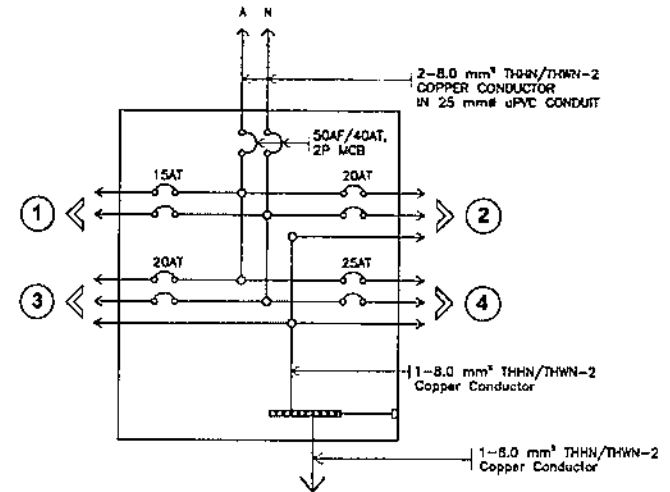 A N
2-8.0 mm² THHN/THWN-2
COPPER CONDUCTOR
IN 25 mmø uPVC CONDUIT
50AF/40AT,
2P MCB
15AT 20AT
1 2
20AT 25AT
3 4
1-8.0 mm² THHN/THWN-2
Copper Conductor
1-8.0 mm² THHN/THWN-2
Copper Conductor